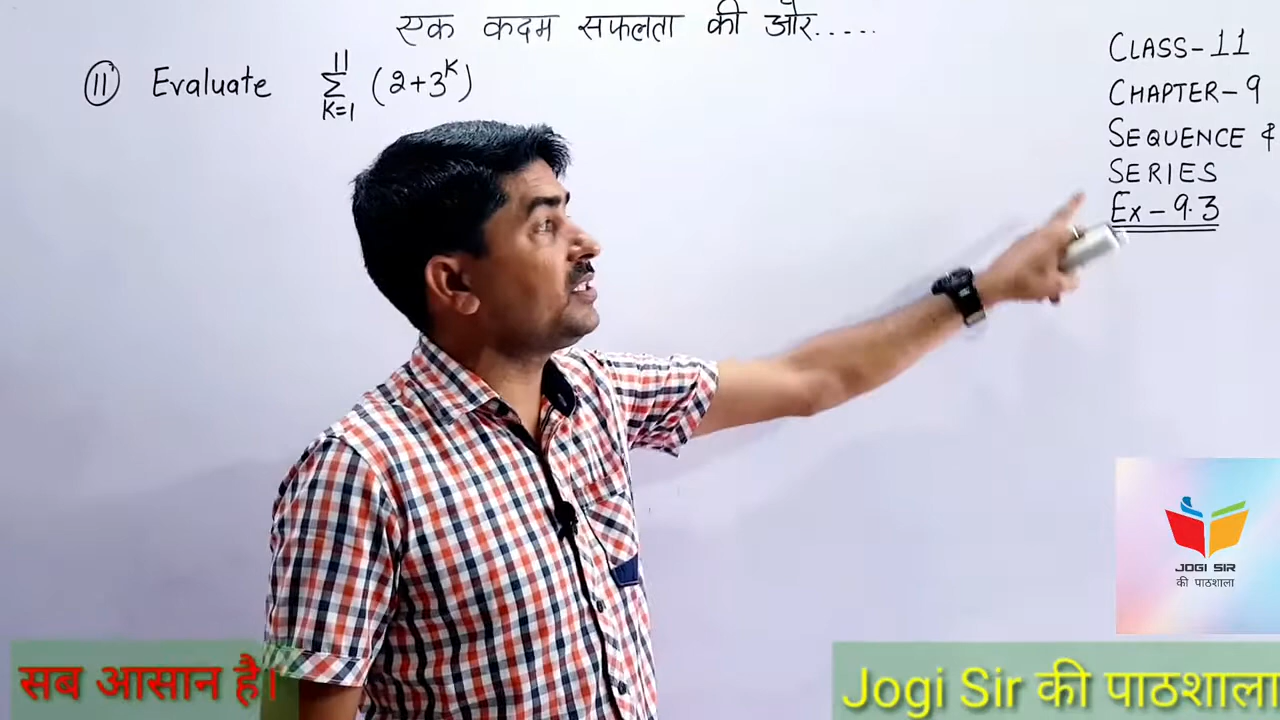 एक कदम सफलता की ओर.....
(11) Evaluate 11 Σ K=1 (2+3^K)
CLASS-11
CHAPTER-9
SEQUENCE &
SERIES
Ex-9.3
JOGI SIR
की पाठशाला
सब आसान है।
Jogi Sir की पाठशाला